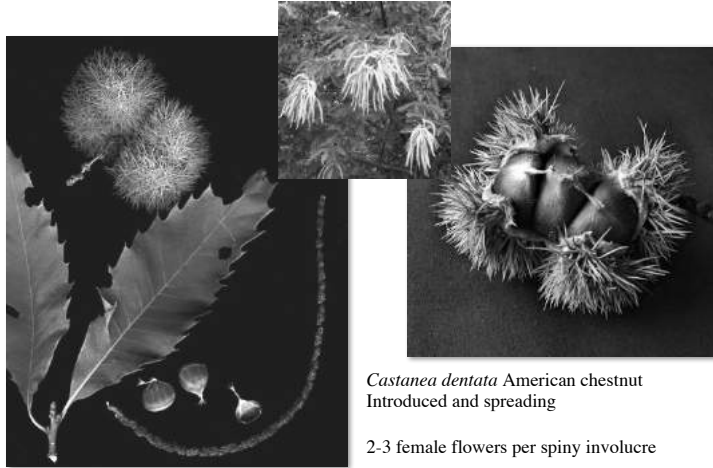 Castanea dentata American chestnut
Introduced and spreading
2-3 female flowers per spiny involucre